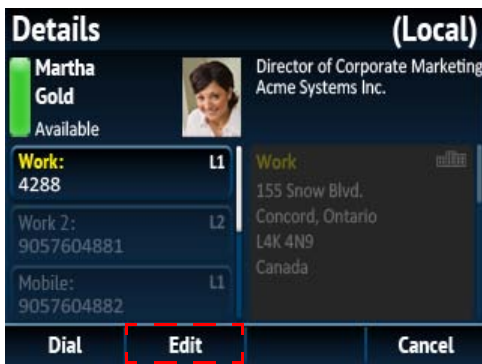 Details (Local)
Martha
Gold
Available
Director of Corporate Marketing
Acme Systems Inc.
Work: L1
4288
Work 2: L2
9057604881
Mobile: L1
9057604882
Work
155 Snow Blvd.
Concord, Ontario
L4K 4N9
Canada
Dial Edit Cancel